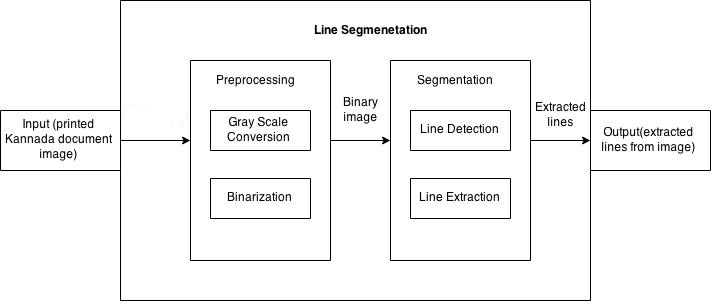 Line Segmenetation
Input (printed
Kannada document
image)
Preprocessing
Gray Scale
Conversion
Binarization
Binary
image
Segmentation
Line Detection
Line Extraction
Extracted
lines
Output(extracted
lines from image)